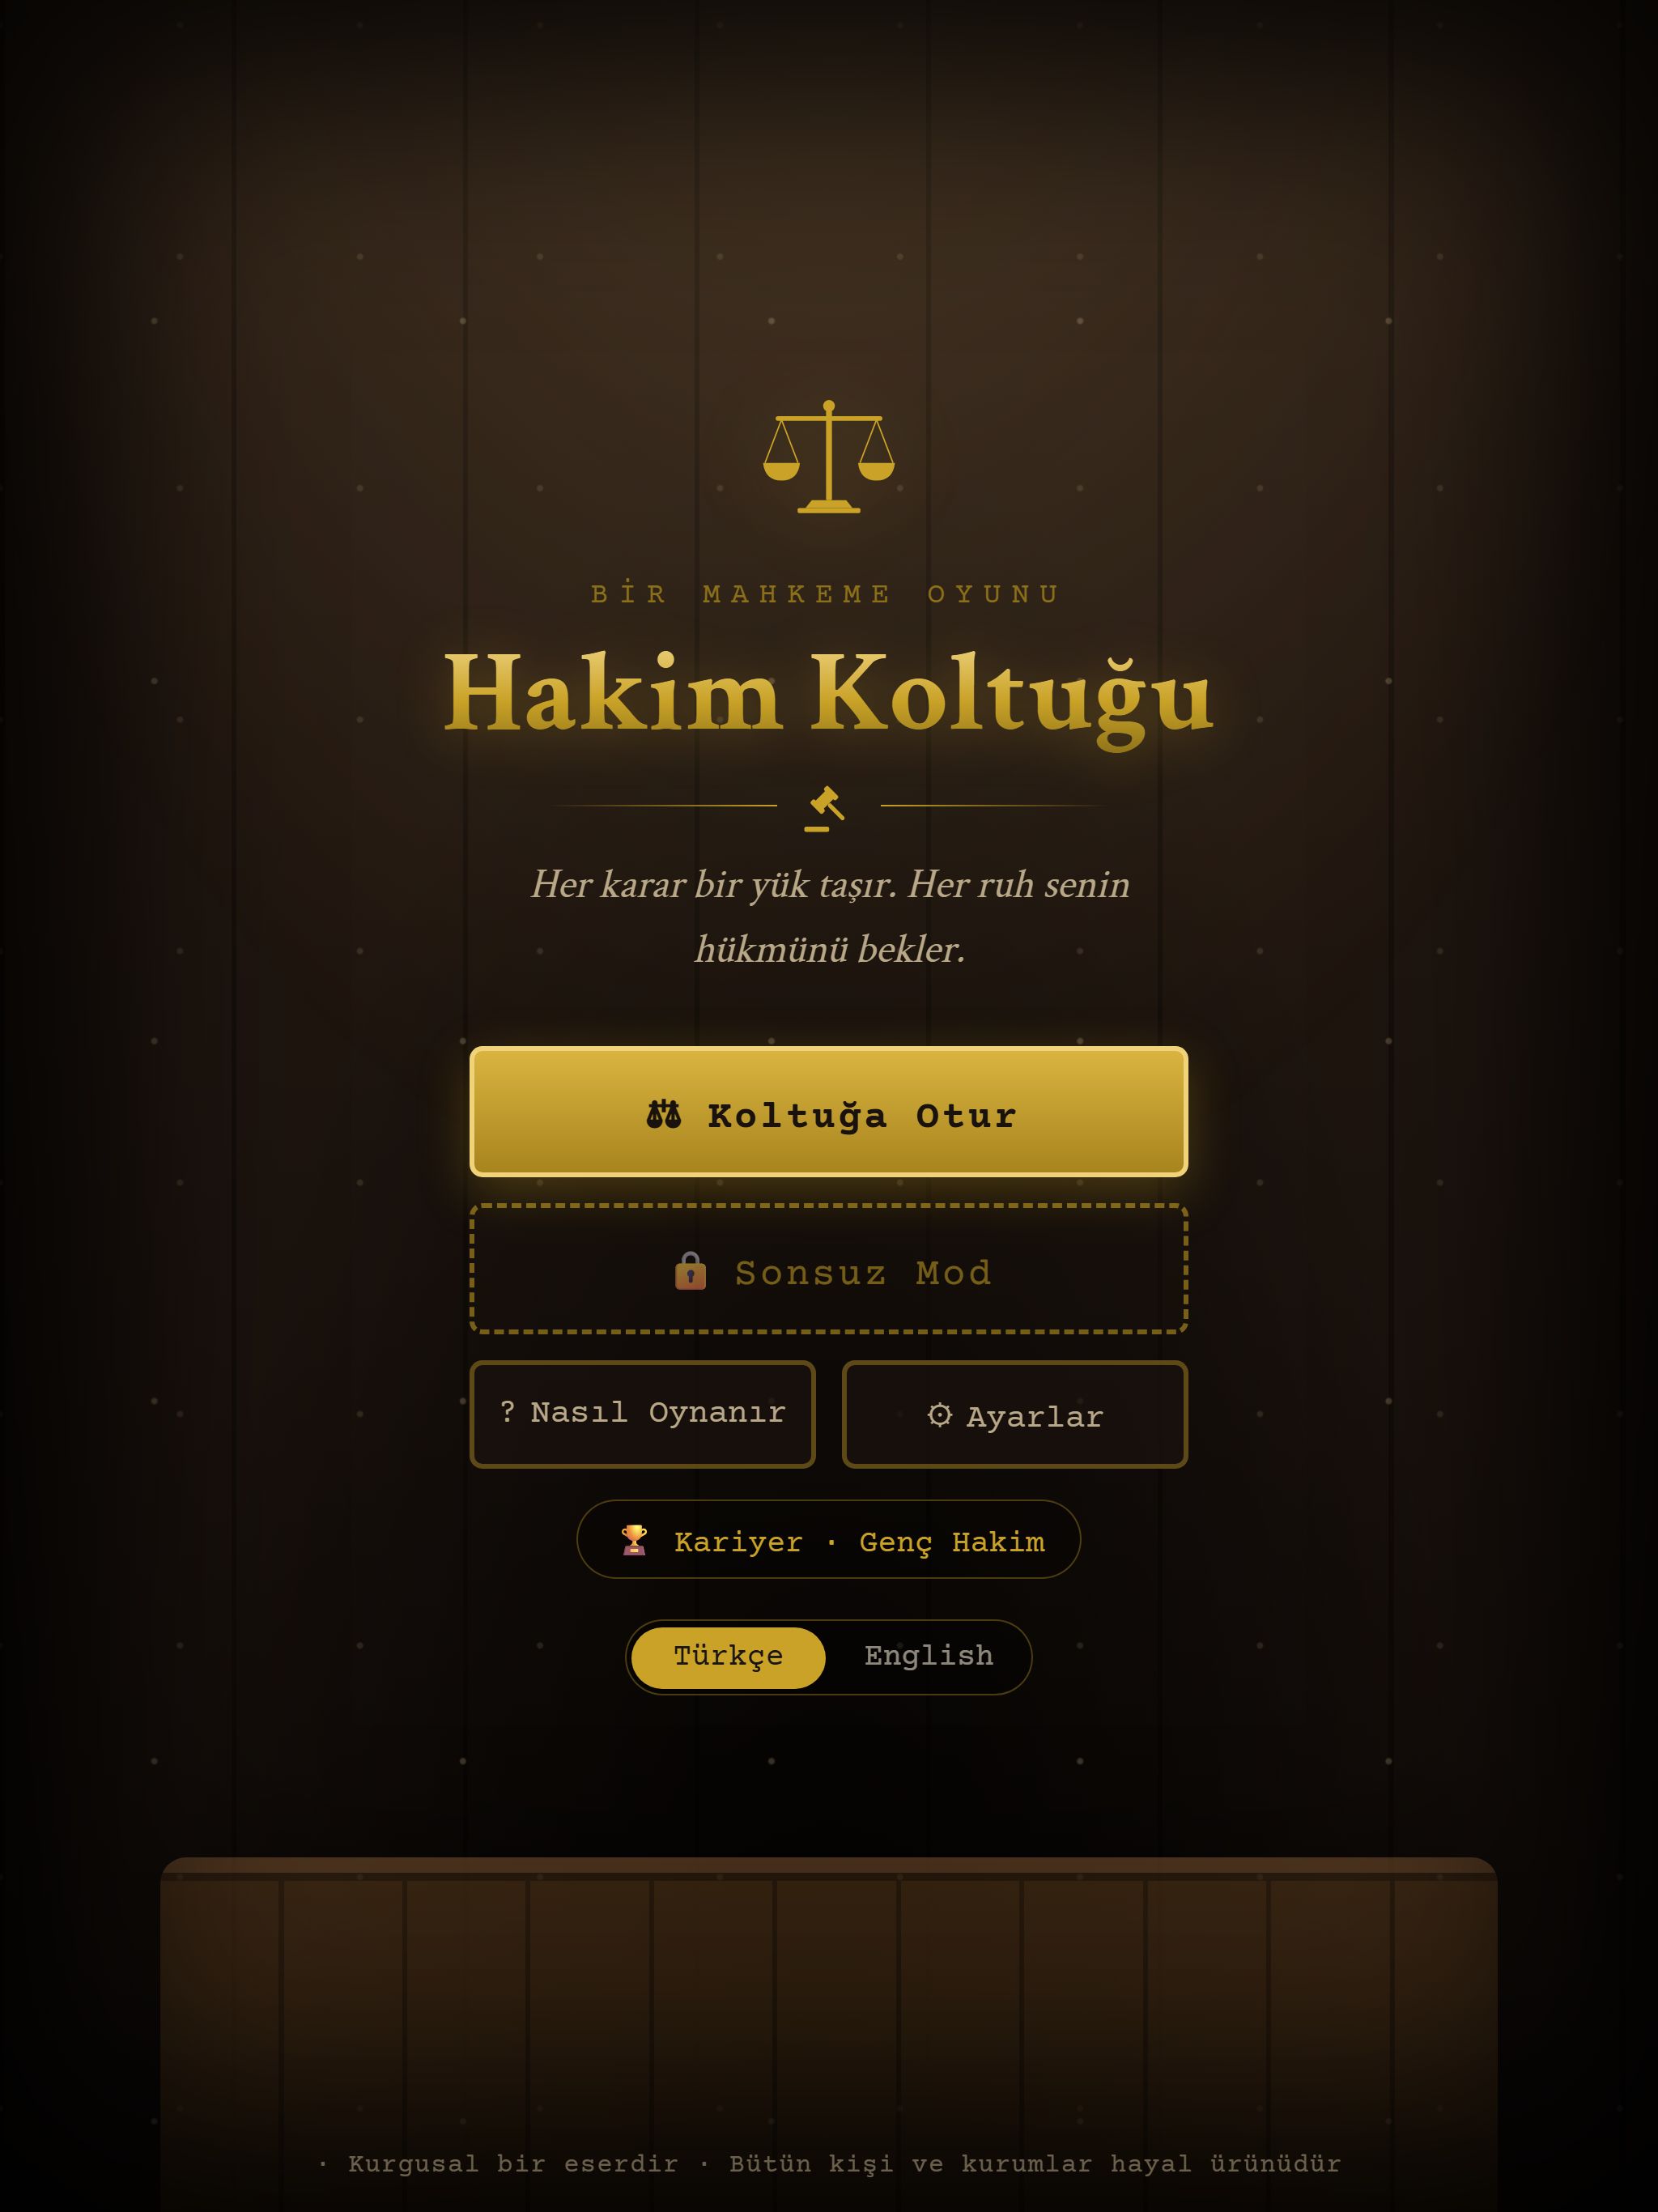 BİR MAHKEME OYUNU
Hakim Koltuğu
Her karar bir yük taşır. Her ruh senin
hükmünü bekler.
Koltuğa Otur
Sonsuz Mod
? Nasıl Oynanır
Ayarlar
Kariyer · Genç Hakim
Türkçe
English
· Kurgusal bir eserdir · Bütün kişi ve kurumlar hayal ürünüdür